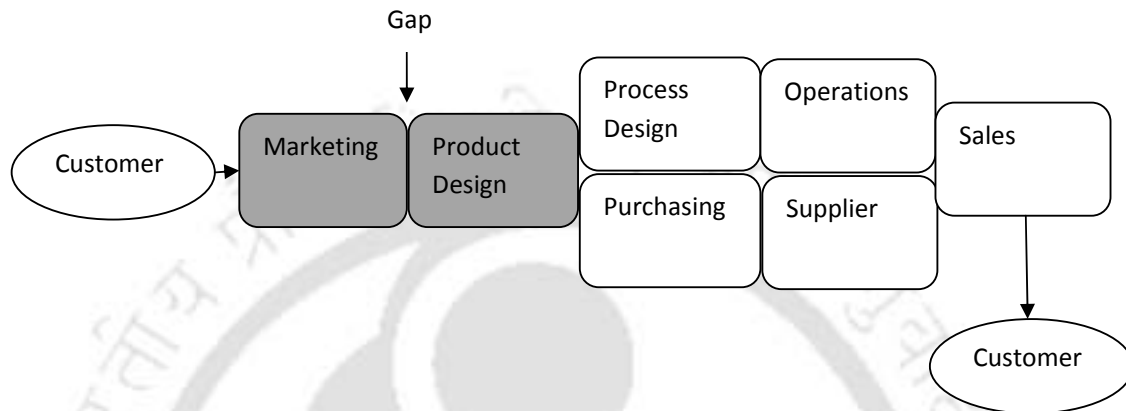 Gap
Customer
Marketing
Product
Design
Process
Design
Operations
Purchasing
Supplier
Sales
Customer